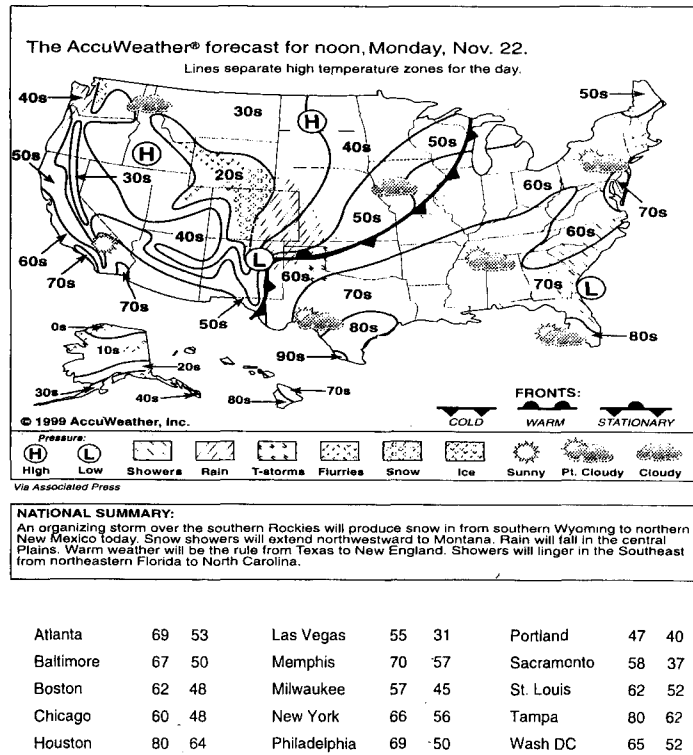 The AccuWeather® forecast for noon, Monday, Nov. 22.
Lines separate high temperature zones for the day.
40s
30s
50s
H
40s
50s
H
20s
60s
50s
30s
70s
50s
60s
40s
60s
L
60s
70s
70s
L
70s
70s
50s
80s
80s
90s
0s
10s
20s
30s
40s
70s
80s
© 1999 AccuWeather, Inc.
FRONTS:
COLD WARM STATIONARY
Pressure:
H L
High Low Showers Rain T-storms Flurries Snow Ice Sunny Pt. Cloudy Cloudy
Via Associated Press
NATIONAL SUMMARY:
An organizing storm over the southern Rockies will produce snow in from southern Wyoming to northern
New Mexico today. Snow showers will extend northwestward to Montana. Rain will fall in the central
Plains. Warm weather will be the rule from Texas to New England. Showers will linger in the Southeast
from northeastern Florida to North Carolina.
Atlanta 69 53 Las Vegas 55 31 Portland 47 40
Baltimore 67 50 Memphis 70 57 Sacramento 58 37
Boston 62 48 Milwaukee 57 45 St. Louis 62 52
Chicago 60 48 New York 66 56 Tampa 80 62
Houston 80 64 Philadelphia 69 50 Wash DC 65 52